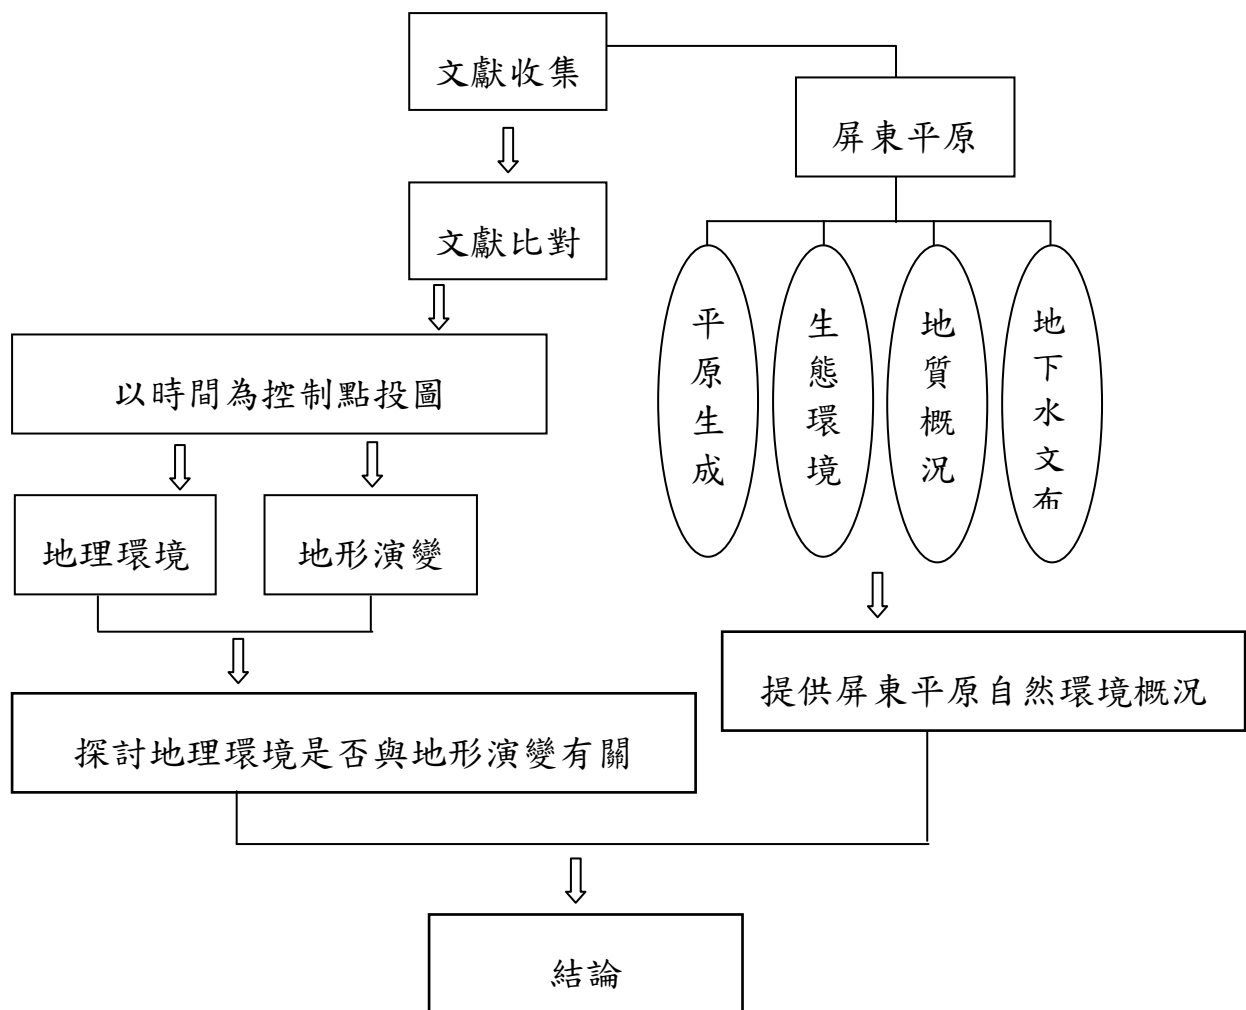 文獻收集
屏東平原
文獻比對
平原生成
生態環境
地質概況
地下水文布
以時間為控制點投圖
地理環境
地形演變
提供屏東平原自然環境概況
探討地理環境是否與地形演變有關
結論